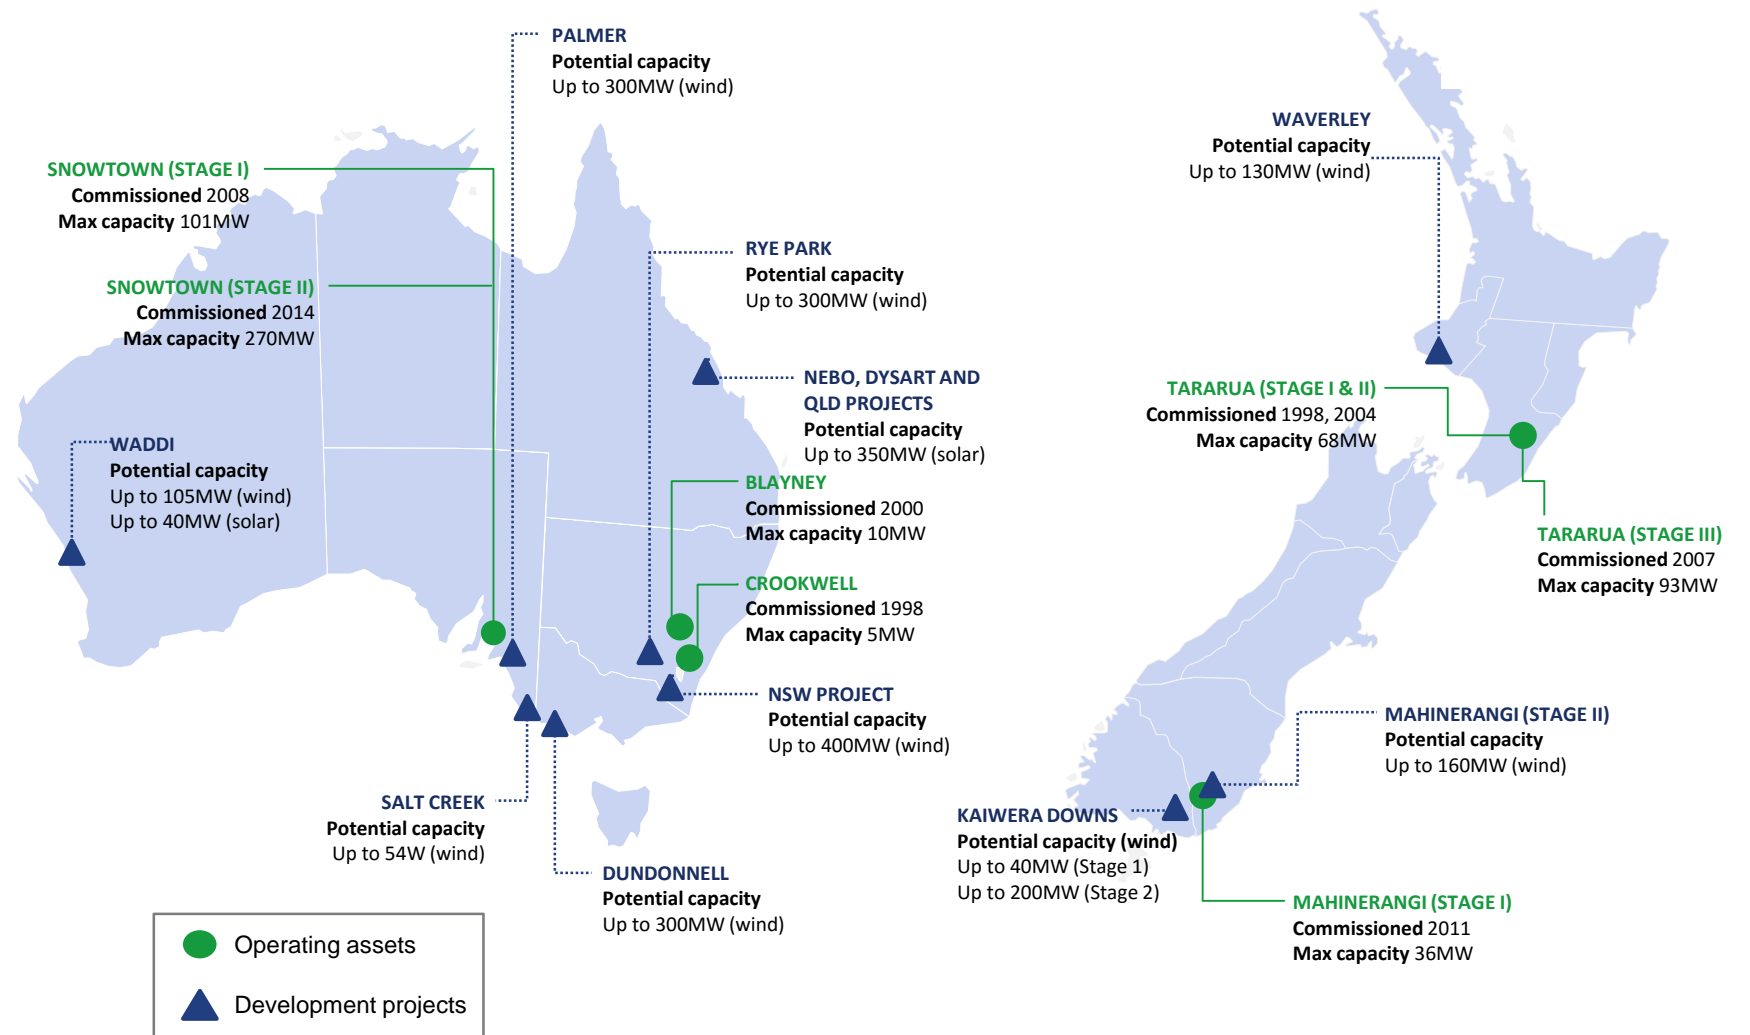 PALMER
Potential capacity
Up to 300MW (wind)
SNOWTOWN (STAGE I)
Commissioned 2008
Max capacity 101MW
SNOWTOWN (STAGE II)
Commissioned 2014
Max capacity 270MW
RYE PARK
Potential capacity
Up to 300MW (wind)
NEBO, DYSART AND
QLD PROJECTS
Potential capacity
Up to 350MW (solar)
WADDI
Potential capacity
Up to 105MW (wind)
Up to 40MW (solar)
BLAYNEY
Commissioned 2000
Max capacity 10MW
CROOKWELL
Commissioned 1998
Max capacity 5MW
NSW PROJECT
Potential capacity
Up to 400MW (wind)
SALT CREEK
Potential capacity
Up to 54W (wind)
DUNDONNELL
Potential capacity
Up to 300MW (wind)
Operating assets
Development projects
WAVERLEY
Potential capacity
Up to 130MW (wind)
TARARUA (STAGE I & II)
Commissioned 1998, 2004
Max capacity 68MW
TARARUA (STAGE III)
Commissioned 2007
Max capacity 93MW
MAHINERANGI (STAGE II)
Potential capacity
Up to 160MW (wind)
KAIWERA DOWNS
Potential capacity (wind)
Up to 40MW (Stage 1)
Up to 200MW (Stage 2)
MAHINERANGI (STAGE I)
Commissioned 2011
Max capacity 36MW